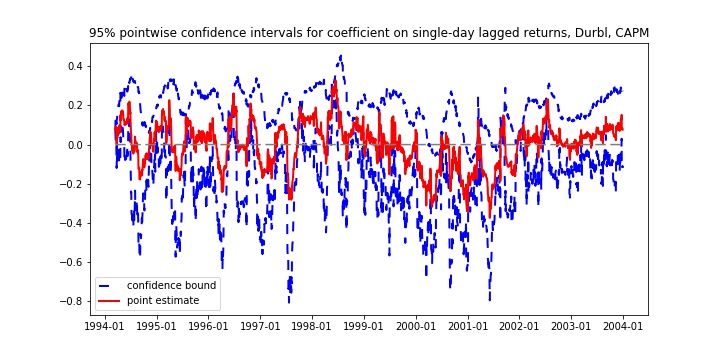 95% pointwise confidence intervals for coefficient on single-day lagged returns, Durbl, CAPM
0.4
0.2
0.0
−0.2
−0.4
−0.6
−0.8
confidence bound
point estimate
1994-01 1995-01 1996-01 1997-01 1998-01 1999-01 2000-01 2001-01 2002-01 2003-01 2004-01